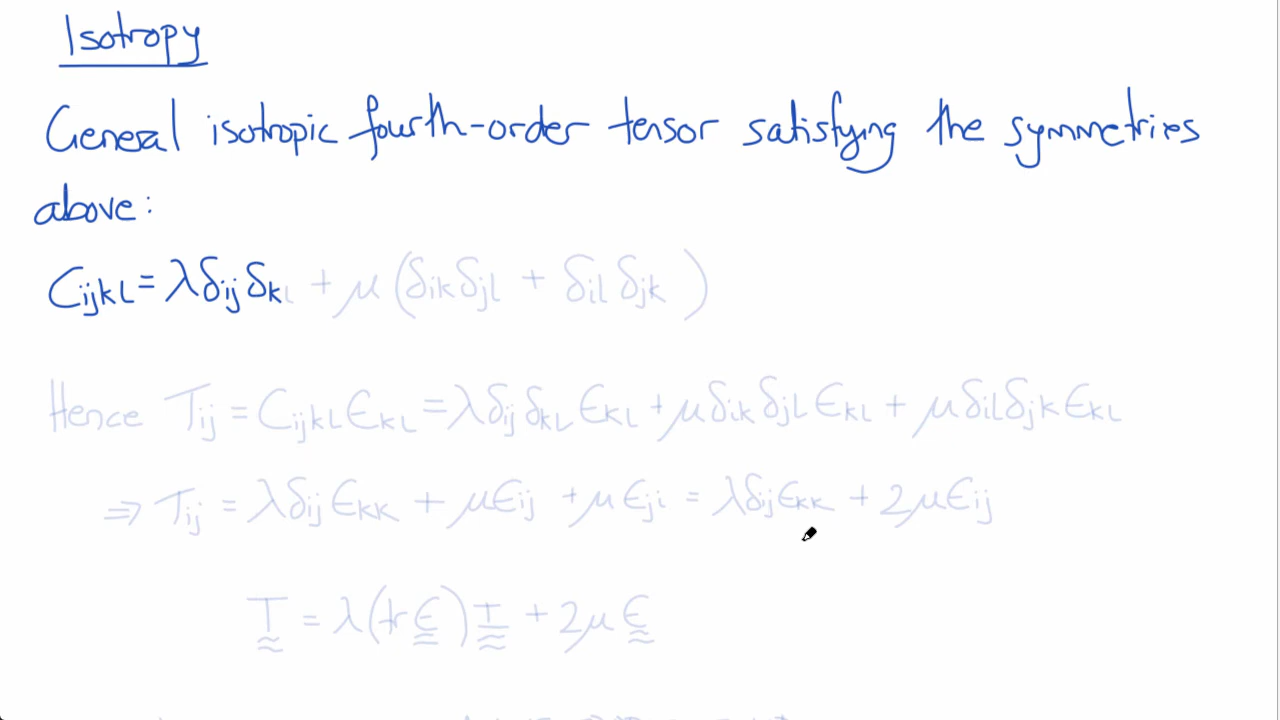 Isotropy
General isotropic fourth-order tensor satisfying the symmetries
above:
Cijkl = λδijδkl + μ(δikδjl + δilδjk)
Hence Tij = CijklϵkL = λδijδklϵkl + μδikδjlϵkl + μδilδjkϵkl
⇒ Tij = λδijϵkk + μϵij + μϵji = λδijϵkk + 2μϵij
T = λ(tr ϵ)I + 2μϵ